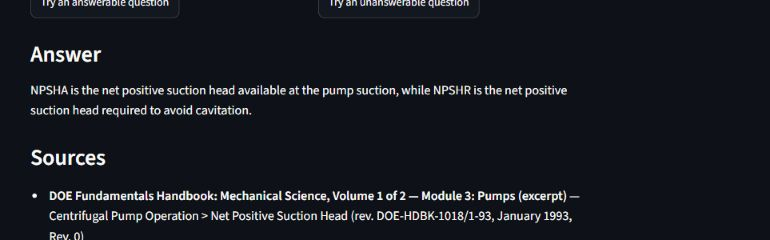 Try an answerable question Try an unanswerable question
Answer
NPSHA is the net positive suction head available at the pump suction, while NPSHR is the net positive
suction head required to avoid cavitation.
Sources
• DOE Fundamentals Handbook: Mechanical Science, Volume 1 of 2 — Module 3: Pumps (excerpt) —
Centrifugal Pump Operation > Net Positive Suction Head (rev. DOE-HDBK-1018/1-93, January 1993,
Rev. 0)